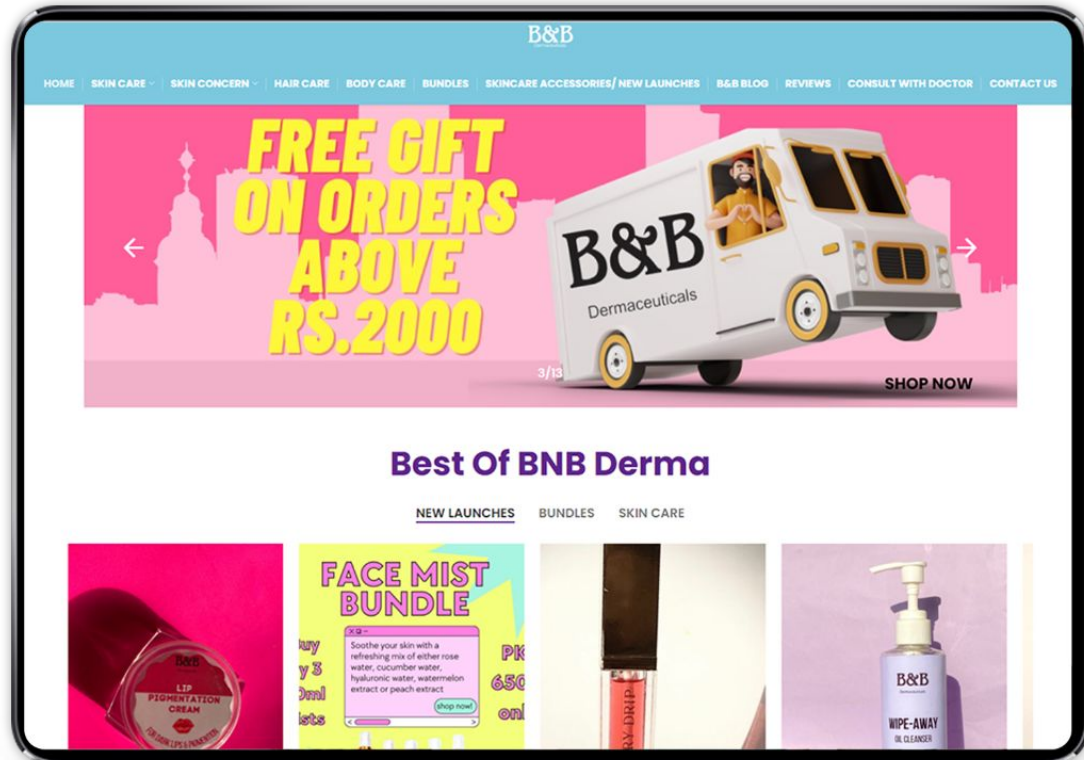 B&B
HOME SKIN CARE SKIN CONCERN HAIR CARE BODY CARE BUNDLES SKINCARE ACCESSORIES/ NEW LAUNCHES B&B BLOG REVIEWS CONSULT WITH DOCTOR CONTACT US
FREE GIFT
ON ORDERS
ABOVE
RS.2000
B&B
Dermaceuticals
3/13
SHOP NOW
Best Of BNB Derma
NEW LAUNCHES BUNDLES SKIN CARE
B&B
LIP
PIGMENTATION
CREAM
FACE MIST
BUNDLE
Soothe your skin with a
refreshing mix of either rose
water, cucumber water,
hyaluronic water, watermelon
extract or peach extract
shop now!
DRIP
B&B
Dermaceuticals
WIPE-AWAY
OIL CLEANSER